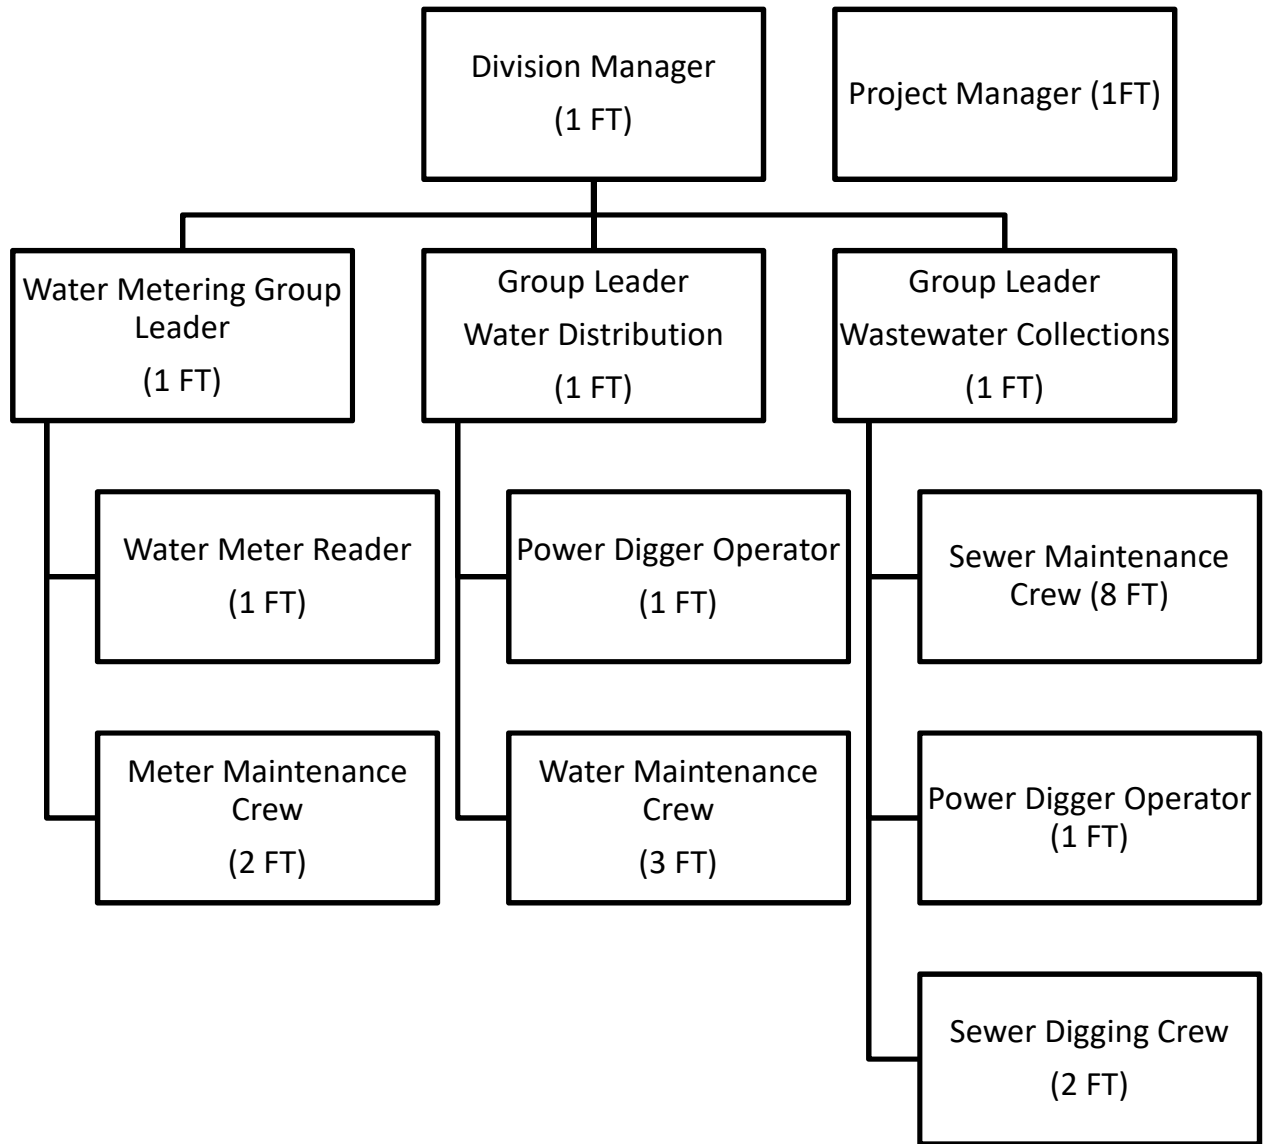 Division Manager
(1 FT)
Project Manager (1FT)
Water Metering Group
Leader
(1 FT)
Group Leader
Water Distribution
(1 FT)
Group Leader
Wastewater Collections
(1 FT)
Water Meter Reader
(1 FT)
Power Digger Operator
(1 FT)
Sewer Maintenance
Crew (8 FT)
Meter Maintenance
Crew
(2 FT)
Water Maintenance
Crew
(3 FT)
Power Digger Operator
(1 FT)
Sewer Digging Crew
(2 FT)